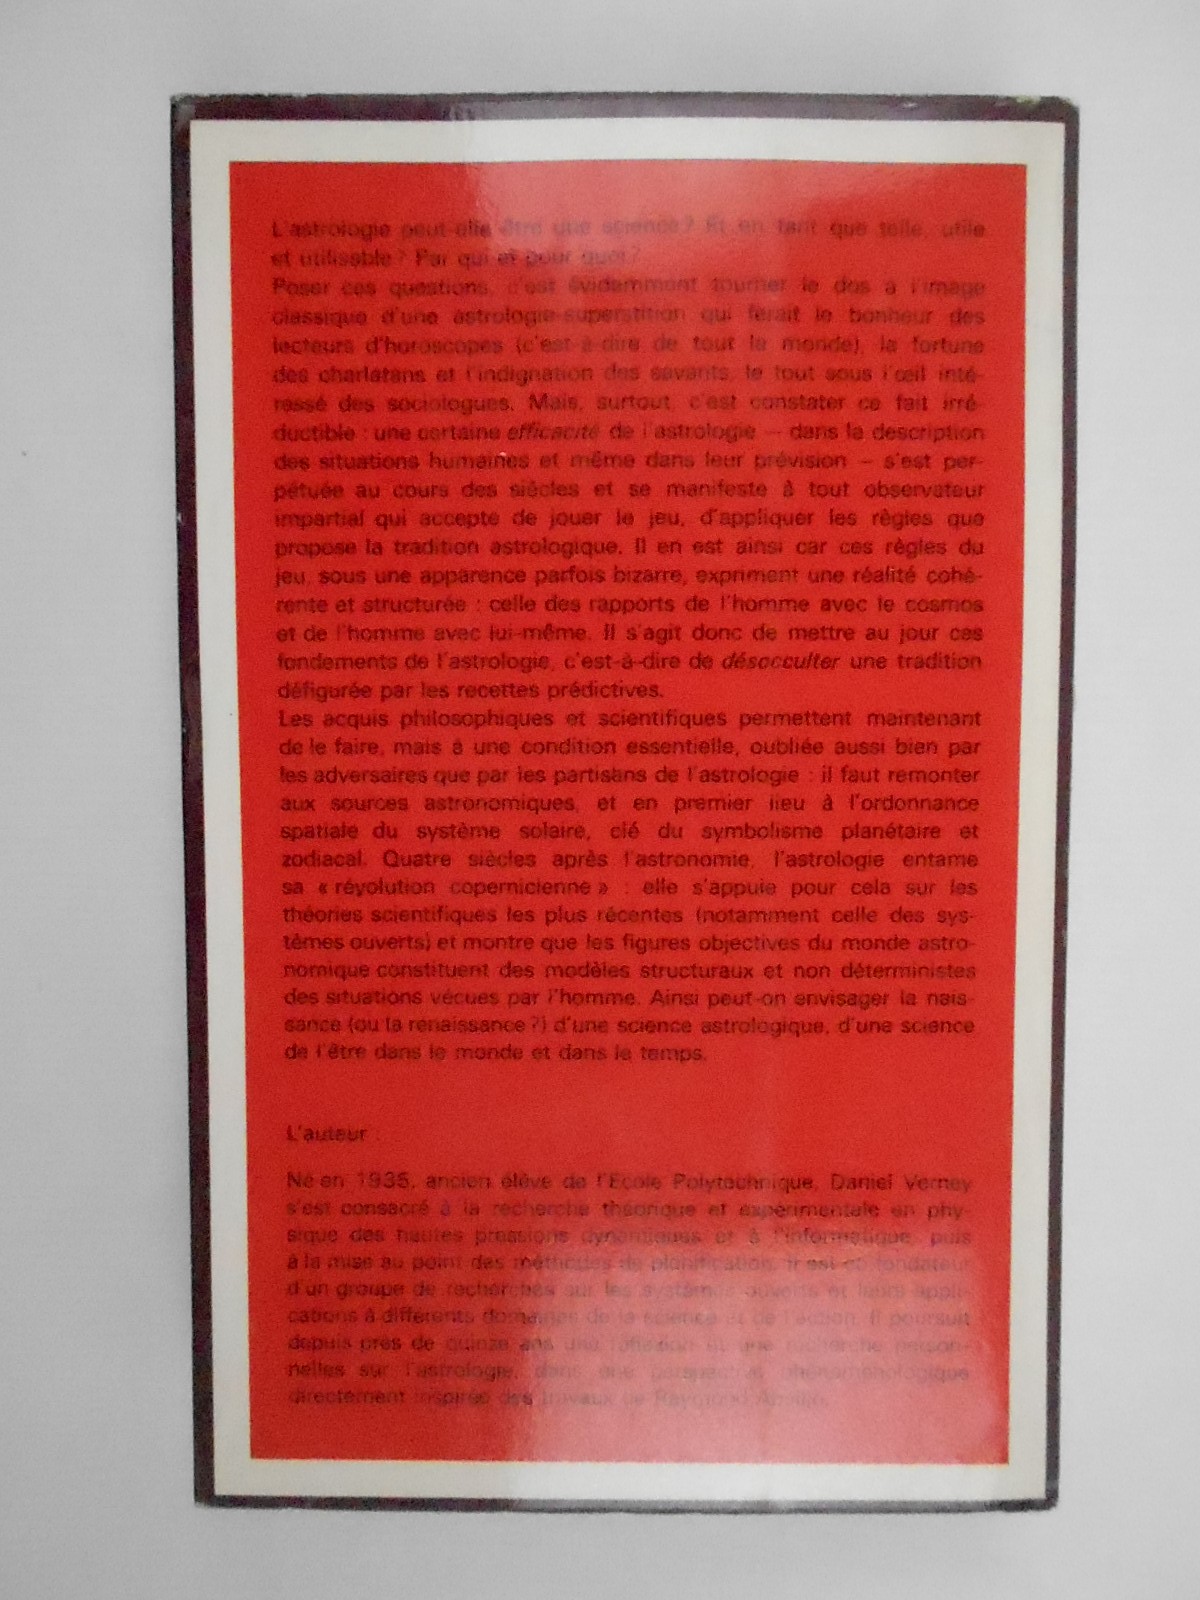 L'astrologie peut-elle être une science ? Et en tant que telle, utile
et utilisable ? Par qui et pour quoi ?
Poser ces questions, c'est évidemment tourner le dos à l'image
classique d'une astrologie-superstition qui ferait le bonheur des
lecteurs d'horoscopes (c'est-à-dire de tout le monde), la fortune
des charlatans et l'indignation des savants, le tout sous l'œil inté-
ressé des sociologues. Mais, surtout, c'est constater ce fait irré-
ductible : une certaine efficacité de l'astrologie — dans la description
des situations humaines et même dans leur prévision — s'est per-
pétuée au cours des siècles et se manifeste à tout observateur
impartial qui accepte de jouer le jeu, d'appliquer les règles que
propose la tradition astrologique. Il en est ainsi car ces règles du
jeu, sous une apparence parfois bizarre, expriment une réalité cohé-
rente et structurée : celle des rapports de l'homme avec le cosmos
et de l'homme avec lui-même. Il s'agit donc de mettre au jour ces
fondements de l'astrologie, c'est-à-dire de désocculter une tradition
défigurée par les recettes prédictives.
Les acquis philosophiques et scientifiques permettent maintenant
de le faire, mais à une condition essentielle, oubliée aussi bien par
les adversaires que par les partisans de l'astrologie : il faut remonter
aux sources astronomiques, et en premier lieu à l'ordonnance
spatiale du système solaire, clé du symbolisme planétaire et
zodiacal. Quatre siècles après l'astronomie, l'astrologie entame
sa « révolution copernicienne » : elle s'appuie pour cela sur les
théories scientifiques les plus récentes (notamment celle des sys-
tèmes ouverts) et montre que les figures objectives du monde astro-
nomique constituent des modèles structuraux et non déterministes
des situations vécues par l'homme. Ainsi peut-on envisager la nais-
sance (ou la renaissance ?) d'une science astrologique, d'une science
de l'être dans le monde et dans le temps.
L'auteur :
Né en 1935, ancien élève de l'Ecole Polytechnique, Daniel Verney
s'est consacré à la recherche théorique et expérimentale en phy-
sique des hautes pressions dynamiques et à l'informatique, puis
à la mise au point des méthodes de planification. Il est co-fondateur
d'un groupe de recherches sur les systèmes ouverts et leurs appli-
cations à différents domaines de la science et de l'action. Il poursuit
depuis près de quinze ans une réflexion et une recherche person-
nelles sur l'astrologie, dans une perspective phénoménologique
directement inspirée des travaux de Raymond Abellio.